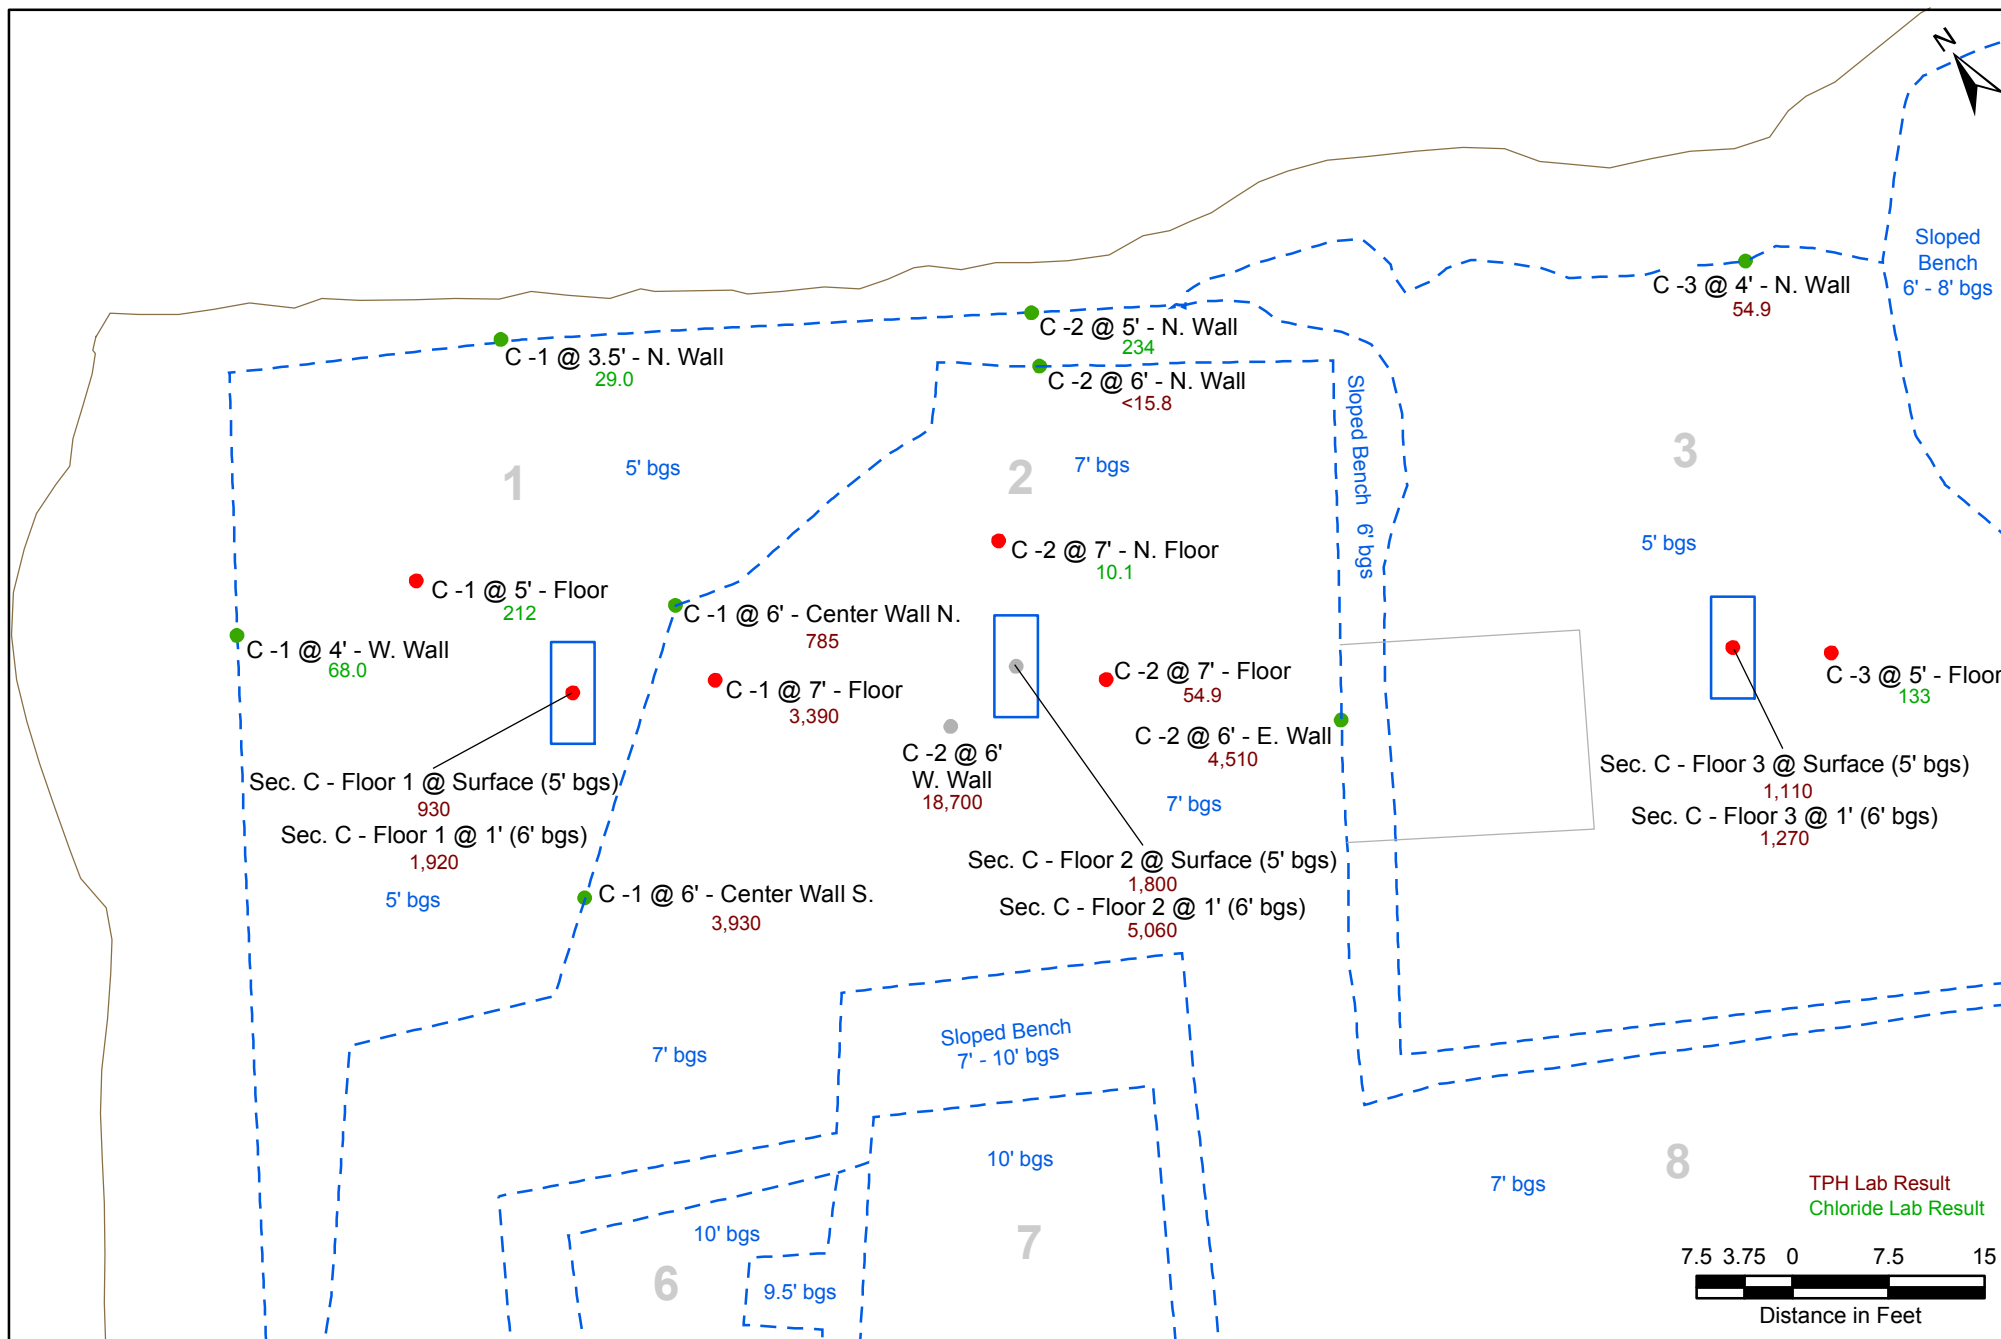 N
Sloped
Bench
6' - 8' bgs
C -3 @ 4' - N. Wall
54.9
C -2 @ 5' - N. Wall
234
C -1 @ 3.5' - N. Wall
29.0
C -2 @ 6' - N. Wall
<15.8
Sloped Bench 6' bgs
1
5' bgs
2
7' bgs
3
5' bgs
C -2 @ 7' - N. Floor
10.1
C -1 @ 5' - Floor
212
C -1 @ 6' - Center Wall N.
785
C -1 @ 4' - W. Wall
68.0
C -1 @ 7' - Floor
3,390
C -2 @ 7' - Floor
54.9
C -3 @ 5' - Floor
133
C -2 @ 6'
W. Wall
18,700
C -2 @ 6' - E. Wall
4,510
7' bgs
Sec. C - Floor 1 @ Surface (5' bgs)
930
Sec. C - Floor 1 @ 1' (6' bgs)
1,920
Sec. C - Floor 3 @ Surface (5' bgs)
1,110
Sec. C - Floor 3 @ 1' (6' bgs)
1,270
Sec. C - Floor 2 @ Surface (5' bgs)
1,800
Sec. C - Floor 2 @ 1' (6' bgs)
5,060
5' bgs
C -1 @ 6' - Center Wall S.
3,930
7' bgs
Sloped Bench
7' - 10' bgs
10' bgs
7' bgs
8
10' bgs
7
6
9.5' bgs
TPH Lab Result
Chloride Lab Result
7.5 3.75 0 7.5 15
Distance in Feet